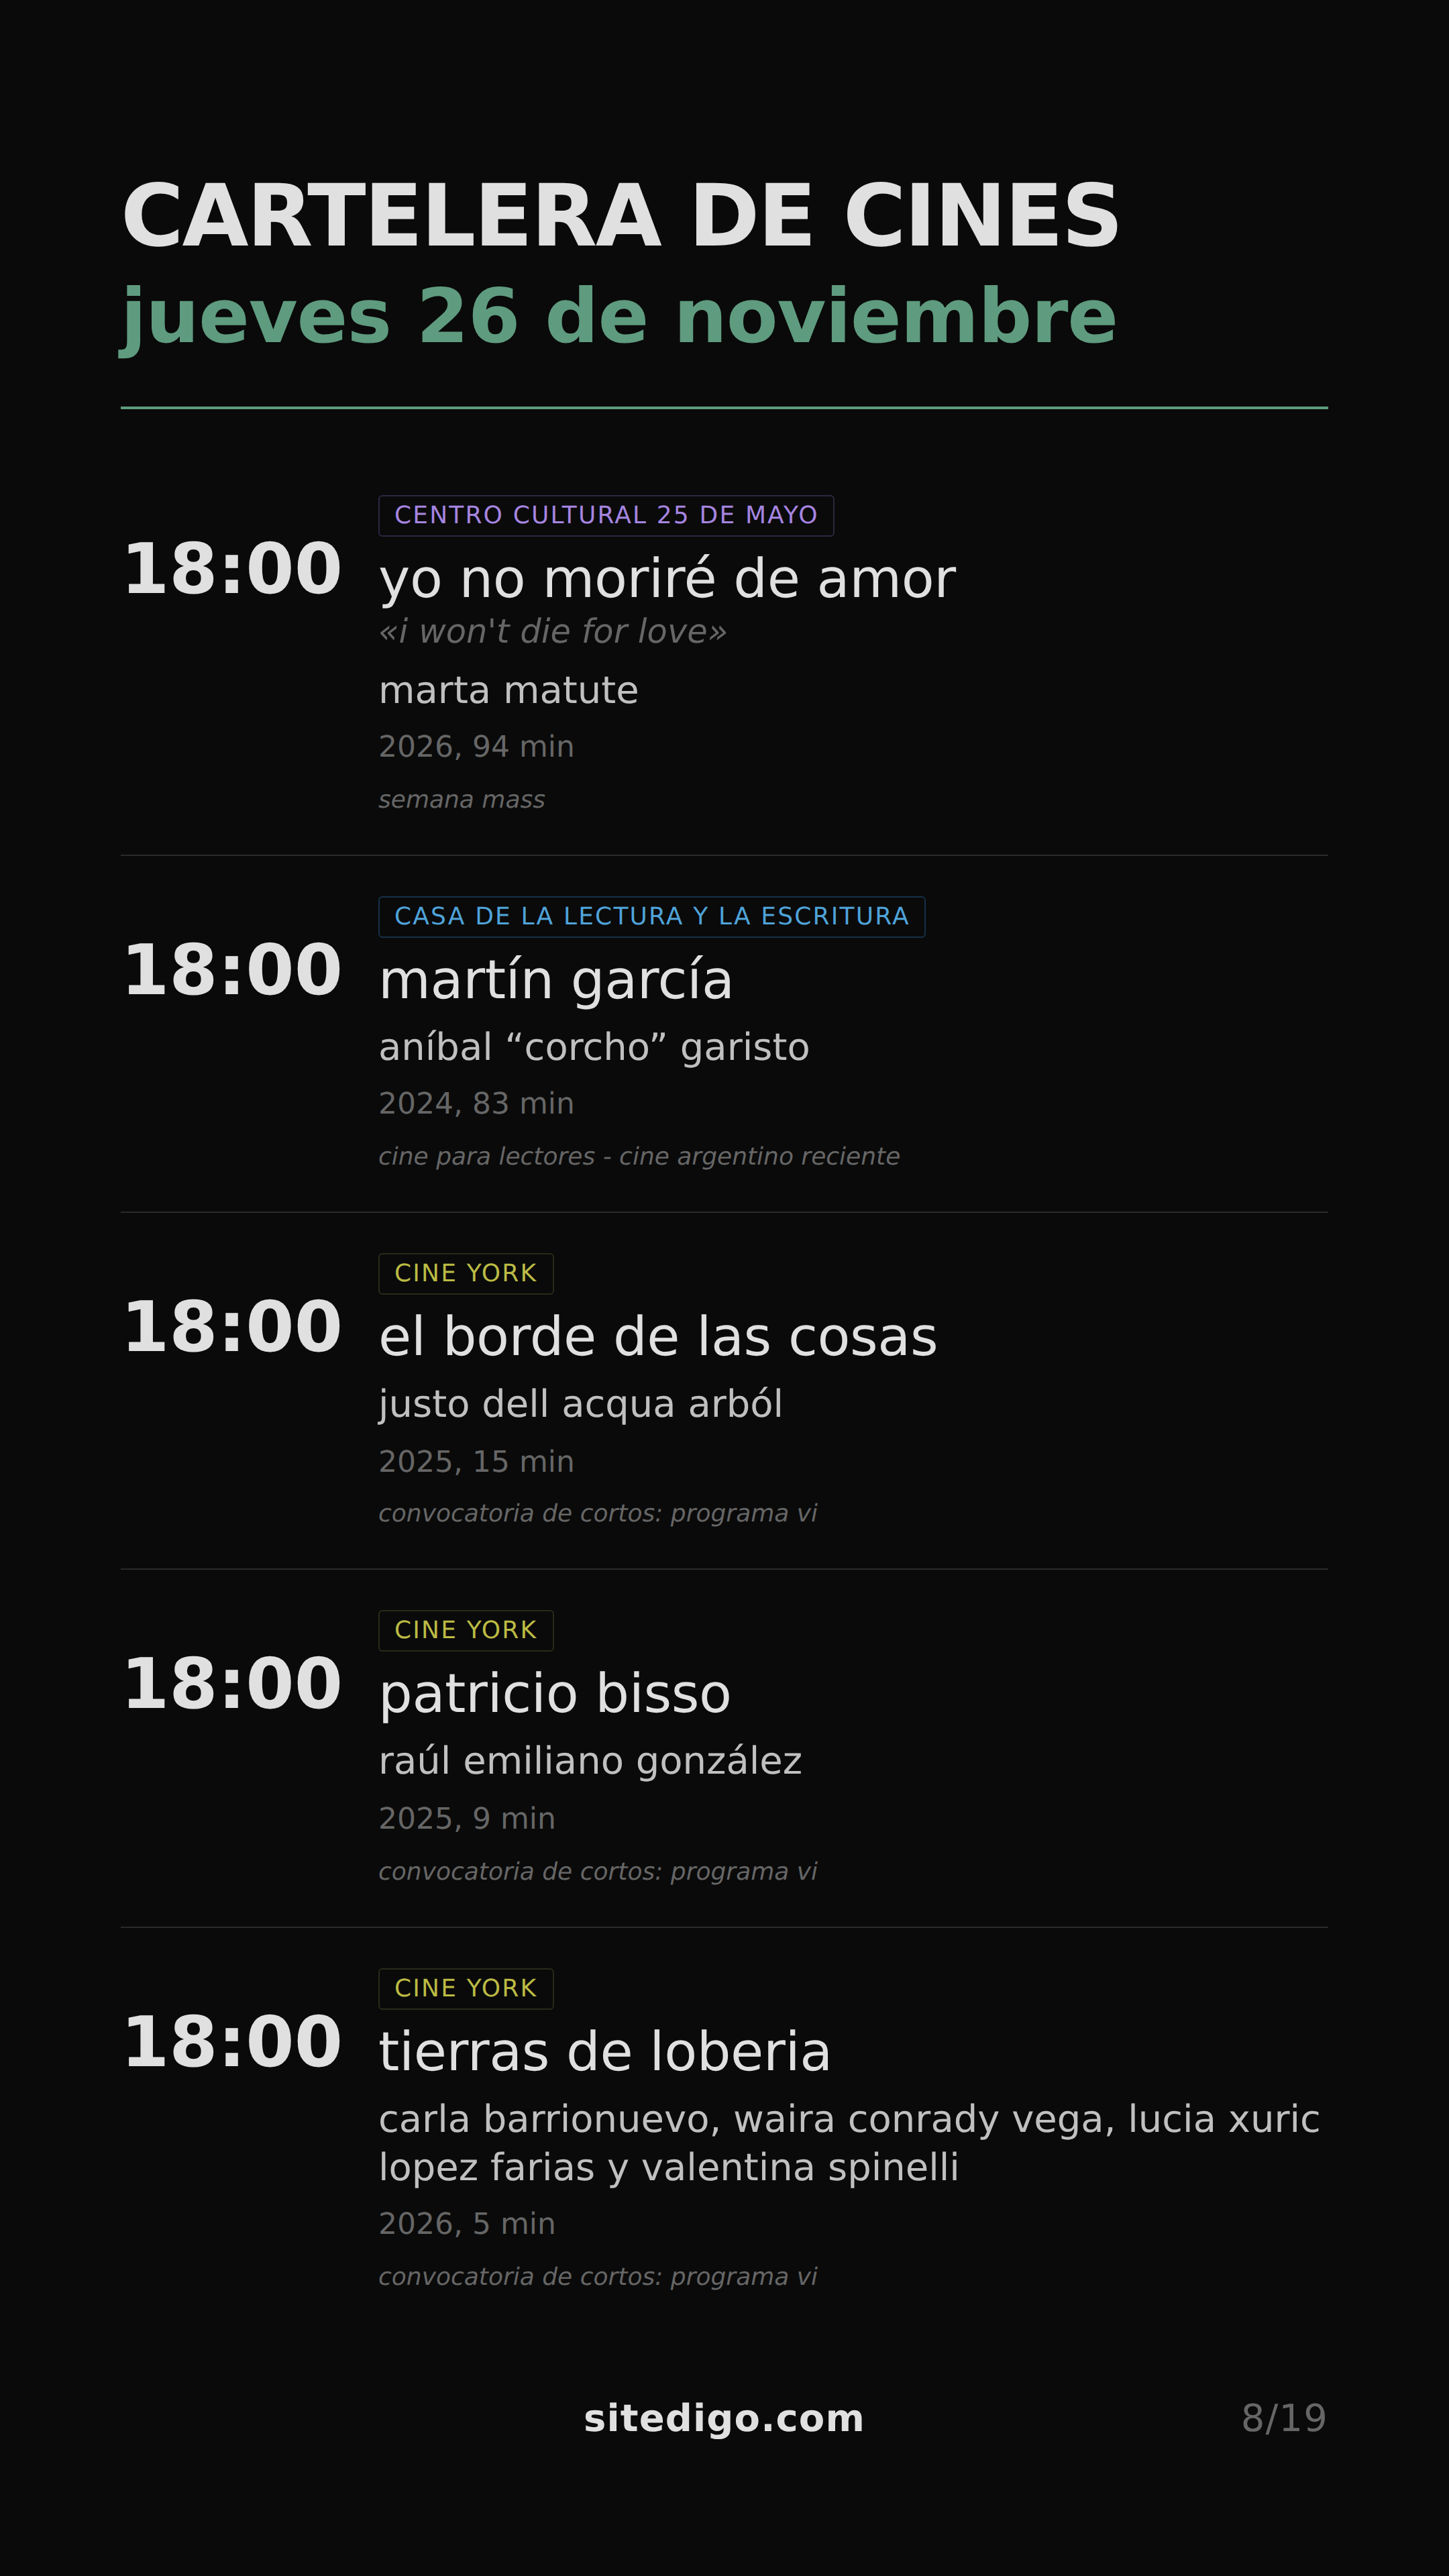 CARTELERA DE CINES
jueves 26 de noviembre
CENTRO CULTURAL 25 DE MAYO
18:00
yo no moriré de amor
«i won't die for love»
marta matute
2026, 94 min
semana mass
CASA DE LA LECTURA Y LA ESCRITURA
18:00
martín garcía
aníbal “corcho” garisto
2024, 83 min
cine para lectores - cine argentino reciente
CINE YORK
18:00
el borde de las cosas
justo dell acqua arból
2025, 15 min
convocatoria de cortos: programa vi
CINE YORK
18:00
patricio bisso
raúl emiliano gonzález
2025, 9 min
convocatoria de cortos: programa vi
CINE YORK
18:00
tierras de loberia
carla barrionuevo, waira conrady vega, lucia xuric
lopez farias y valentina spinelli
2026, 5 min
convocatoria de cortos: programa vi
sitedigo.com
8/19